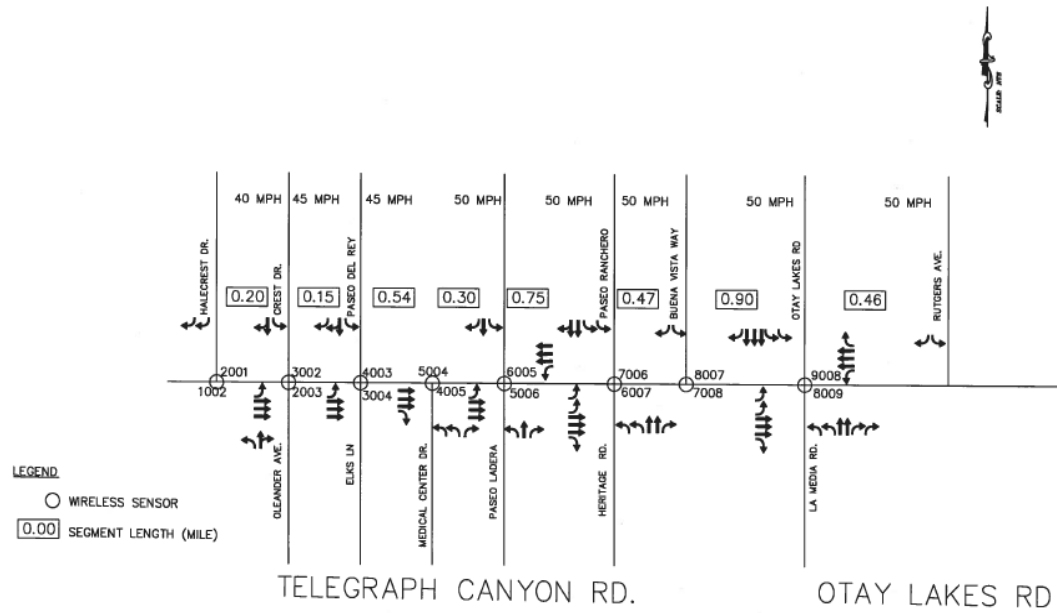 SCALE: NTS
40 MPH
45 MPH
45 MPH
50 MPH
50 MPH
50 MPH
50 MPH
50 MPH
HALECREST DR.
CREST DR.
PASEO DEL REY
PASEO RANCHERO
BUENA VISTA WAY
OTAY LAKES RD
RUTGERS AVE.
0.20
0.15
0.54
0.30
0.75
0.47
0.90
0.46
2001
3002
4003
5004
6005
7006
8007
9008
1002
2003
3004
4005
5006
6007
7008
8009
OLEANDER AVE.
ELKS LN
MEDICAL CENTER DR.
PASEO LADERA
HERITAGE RD.
LA MEDIA RD.
LEGEND
WIRELESS SENSOR
0.00 SEGMENT LENGTH (MILE)
TELEGRAPH CANYON RD.
OTAY LAKES RD